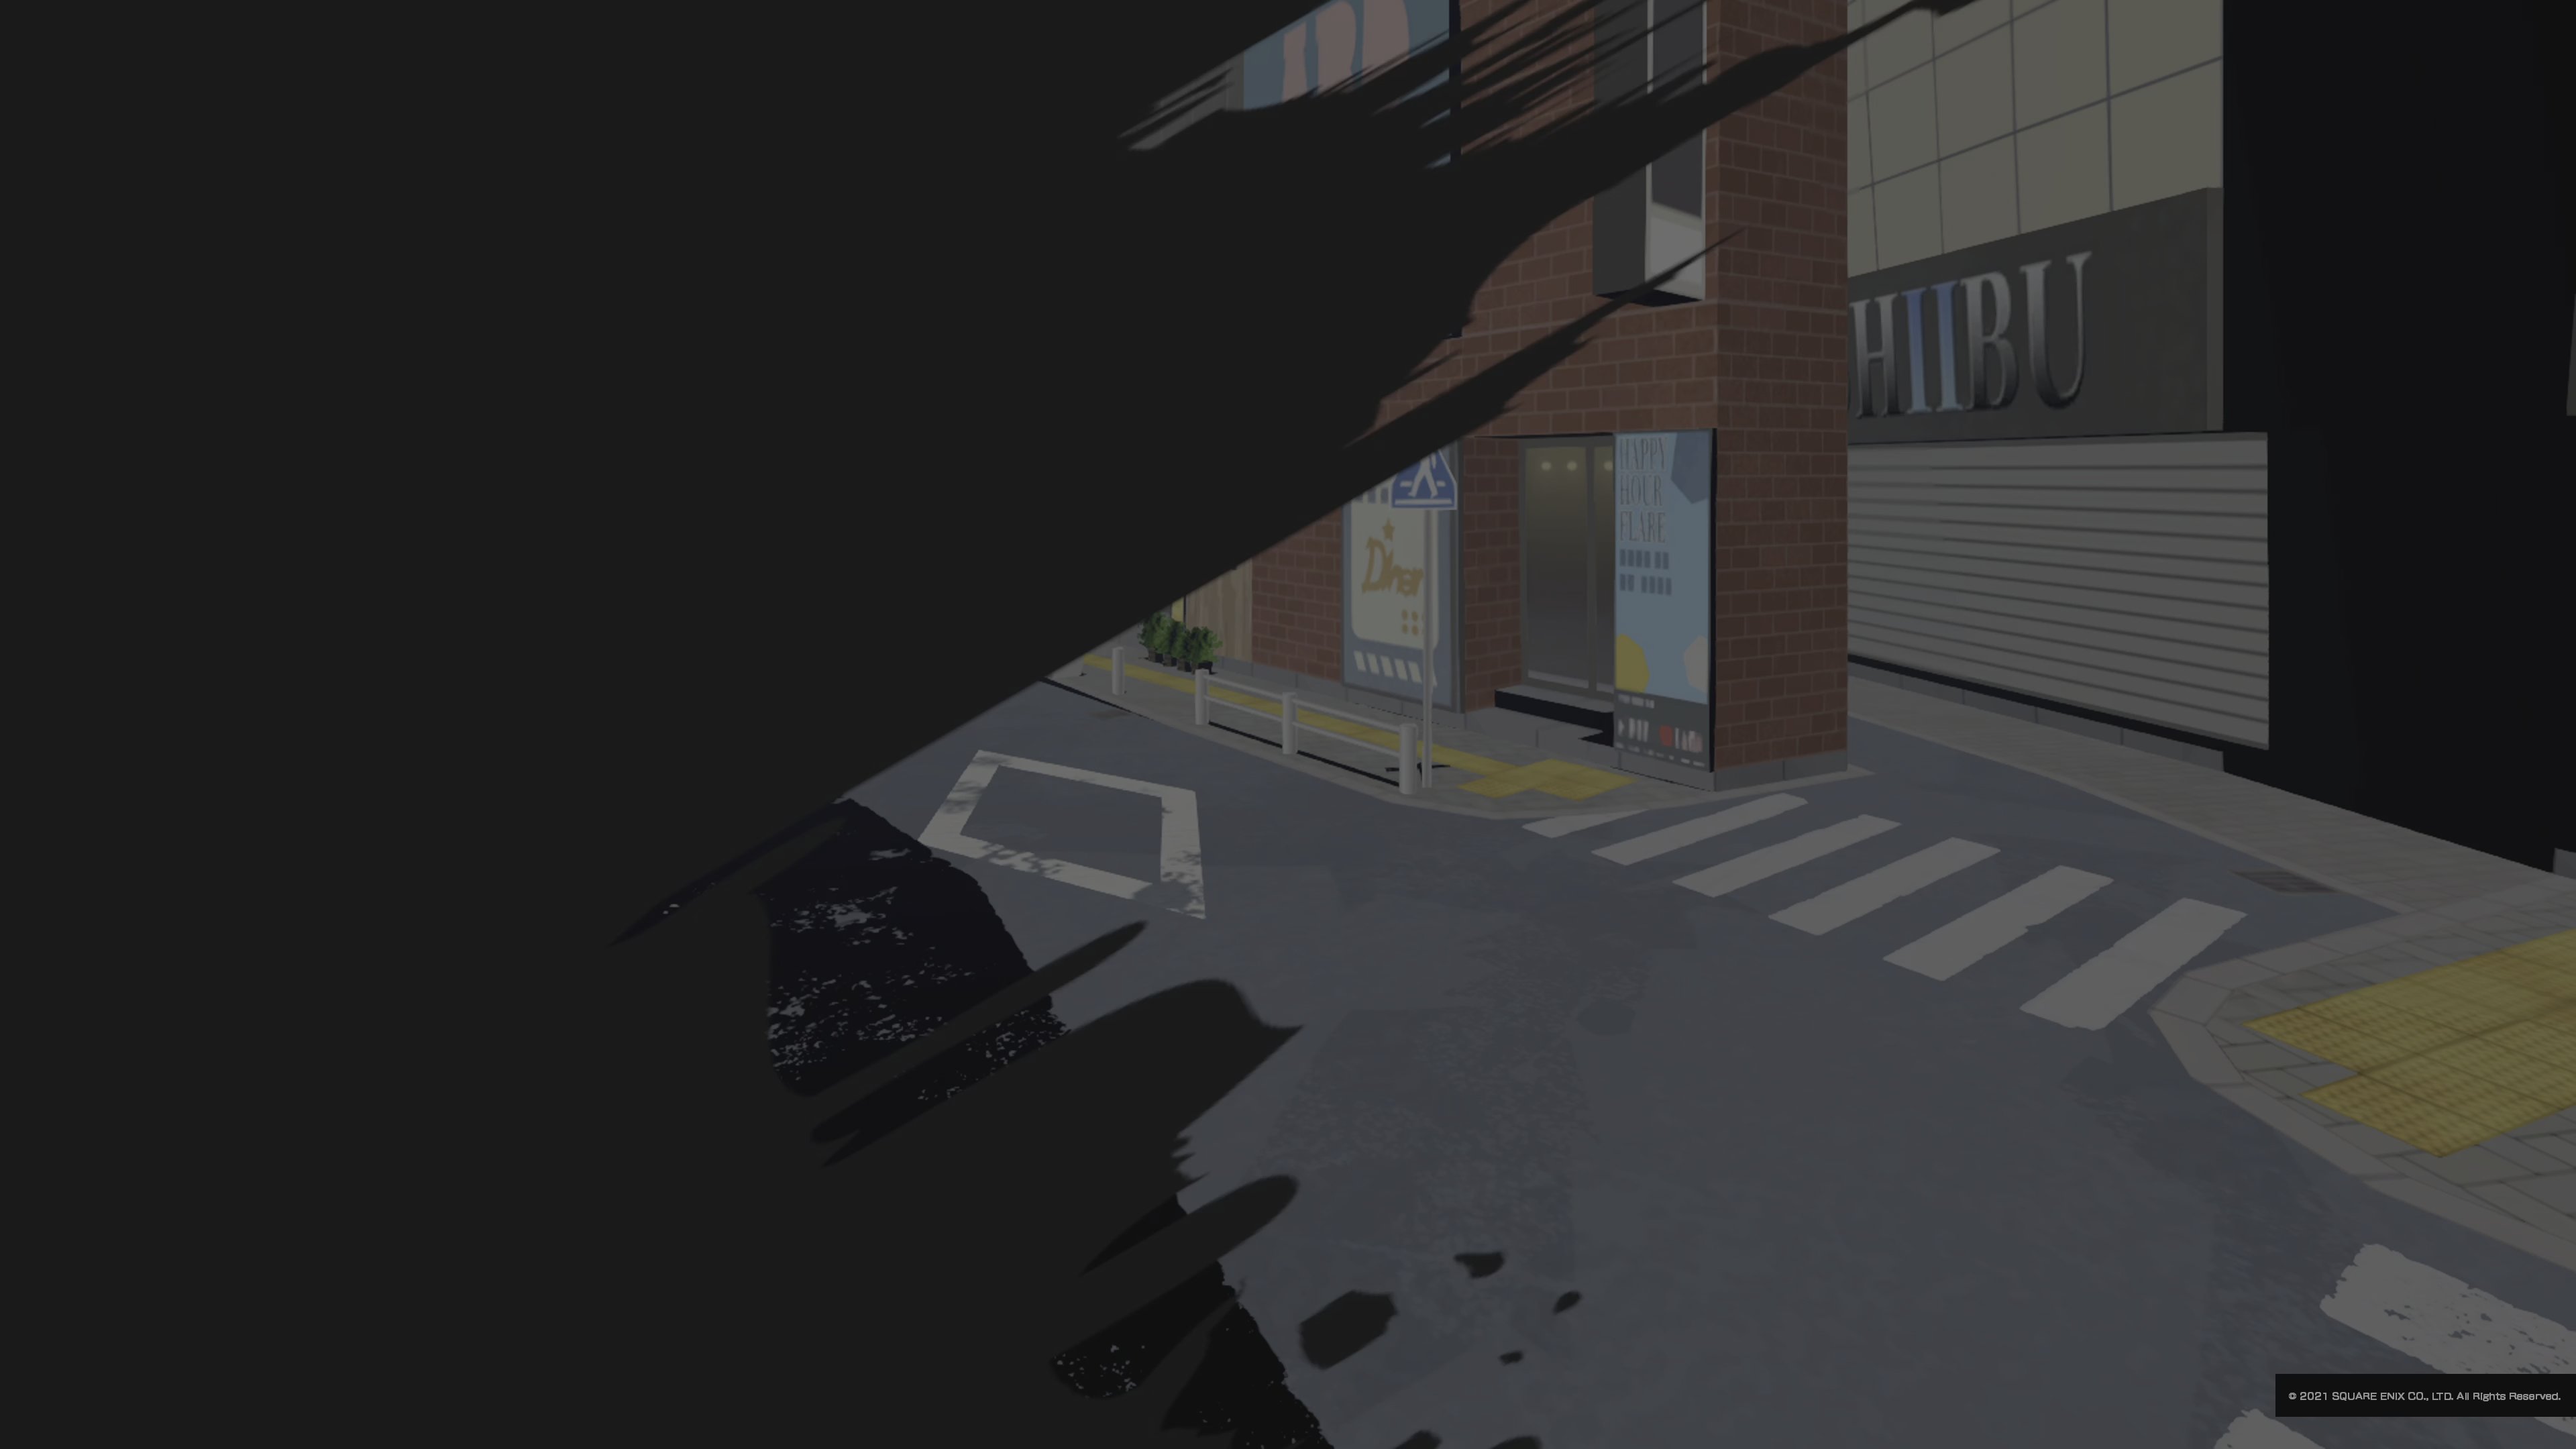 HIIBU
HAPPY
HOUR
FLARE
Diner
© 2021 SQUARE ENIX CO., LTD. All Rights Reserved.